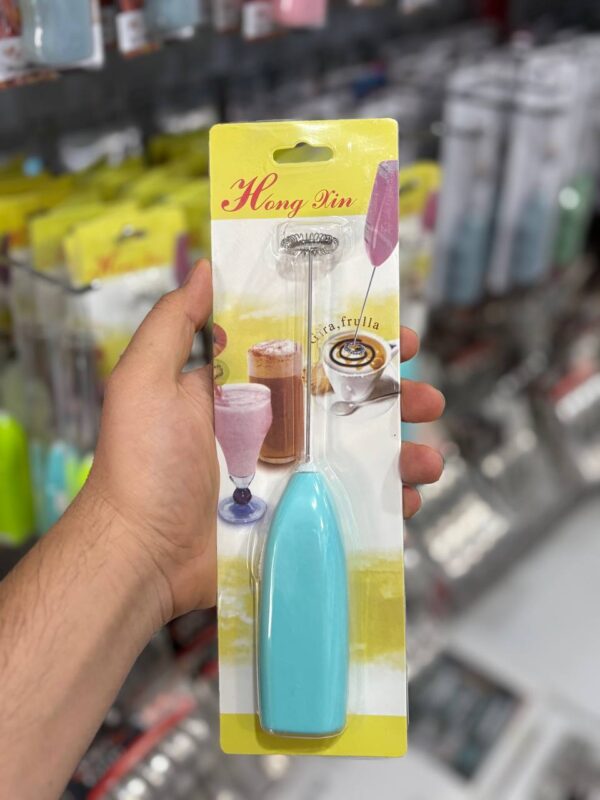 Hong Xin
Gira, frulla